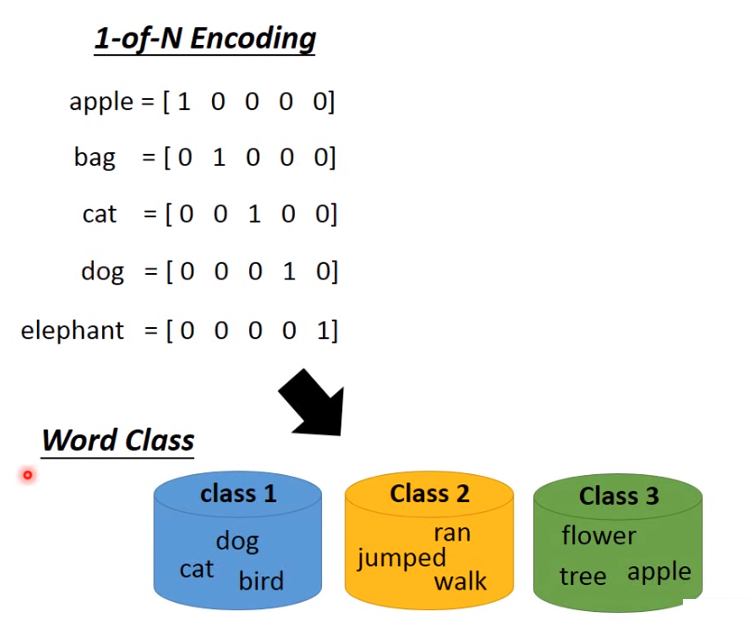 1-of-N Encoding
apple = [ 1 0 0 0 0]
bag = [ 0 1 0 0 0]
cat = [ 0 0 1 0 0]
dog = [ 0 0 0 1 0]
elephant = [ 0 0 0 0 1]
Word Class
class 1
dog
cat
bird
Class 2
ran
jumped
walk
Class 3
flower
tree apple